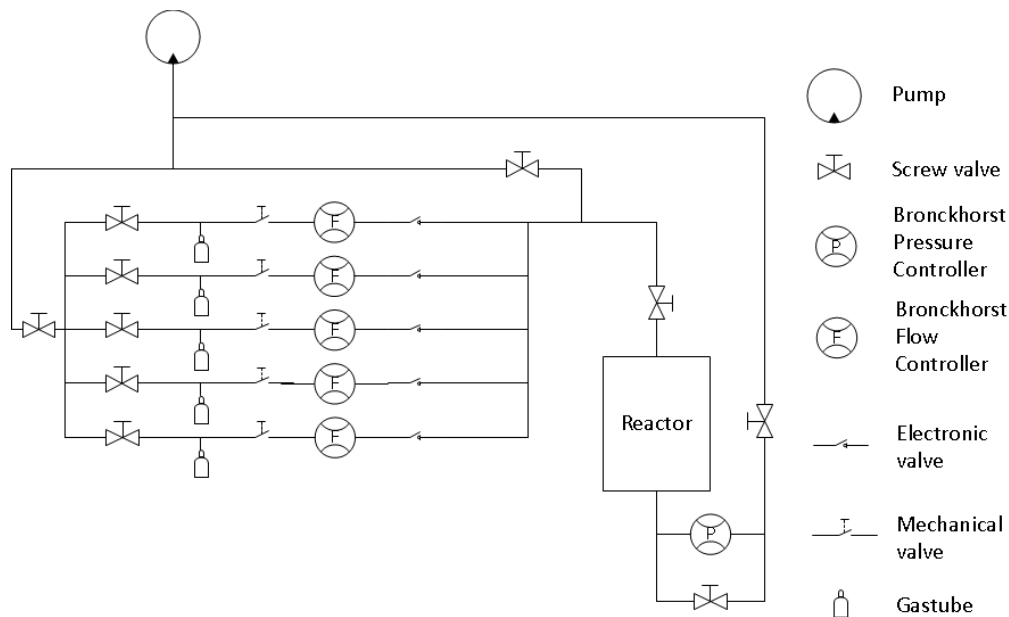 Pump
Screw valve
Bronckhorst
Pressure
Controller
P
Bronckhorst
Flow
Controller
F
Electronic
valve
Mechanical
valve
Gastube
F
F
F
F
F
Reactor
P